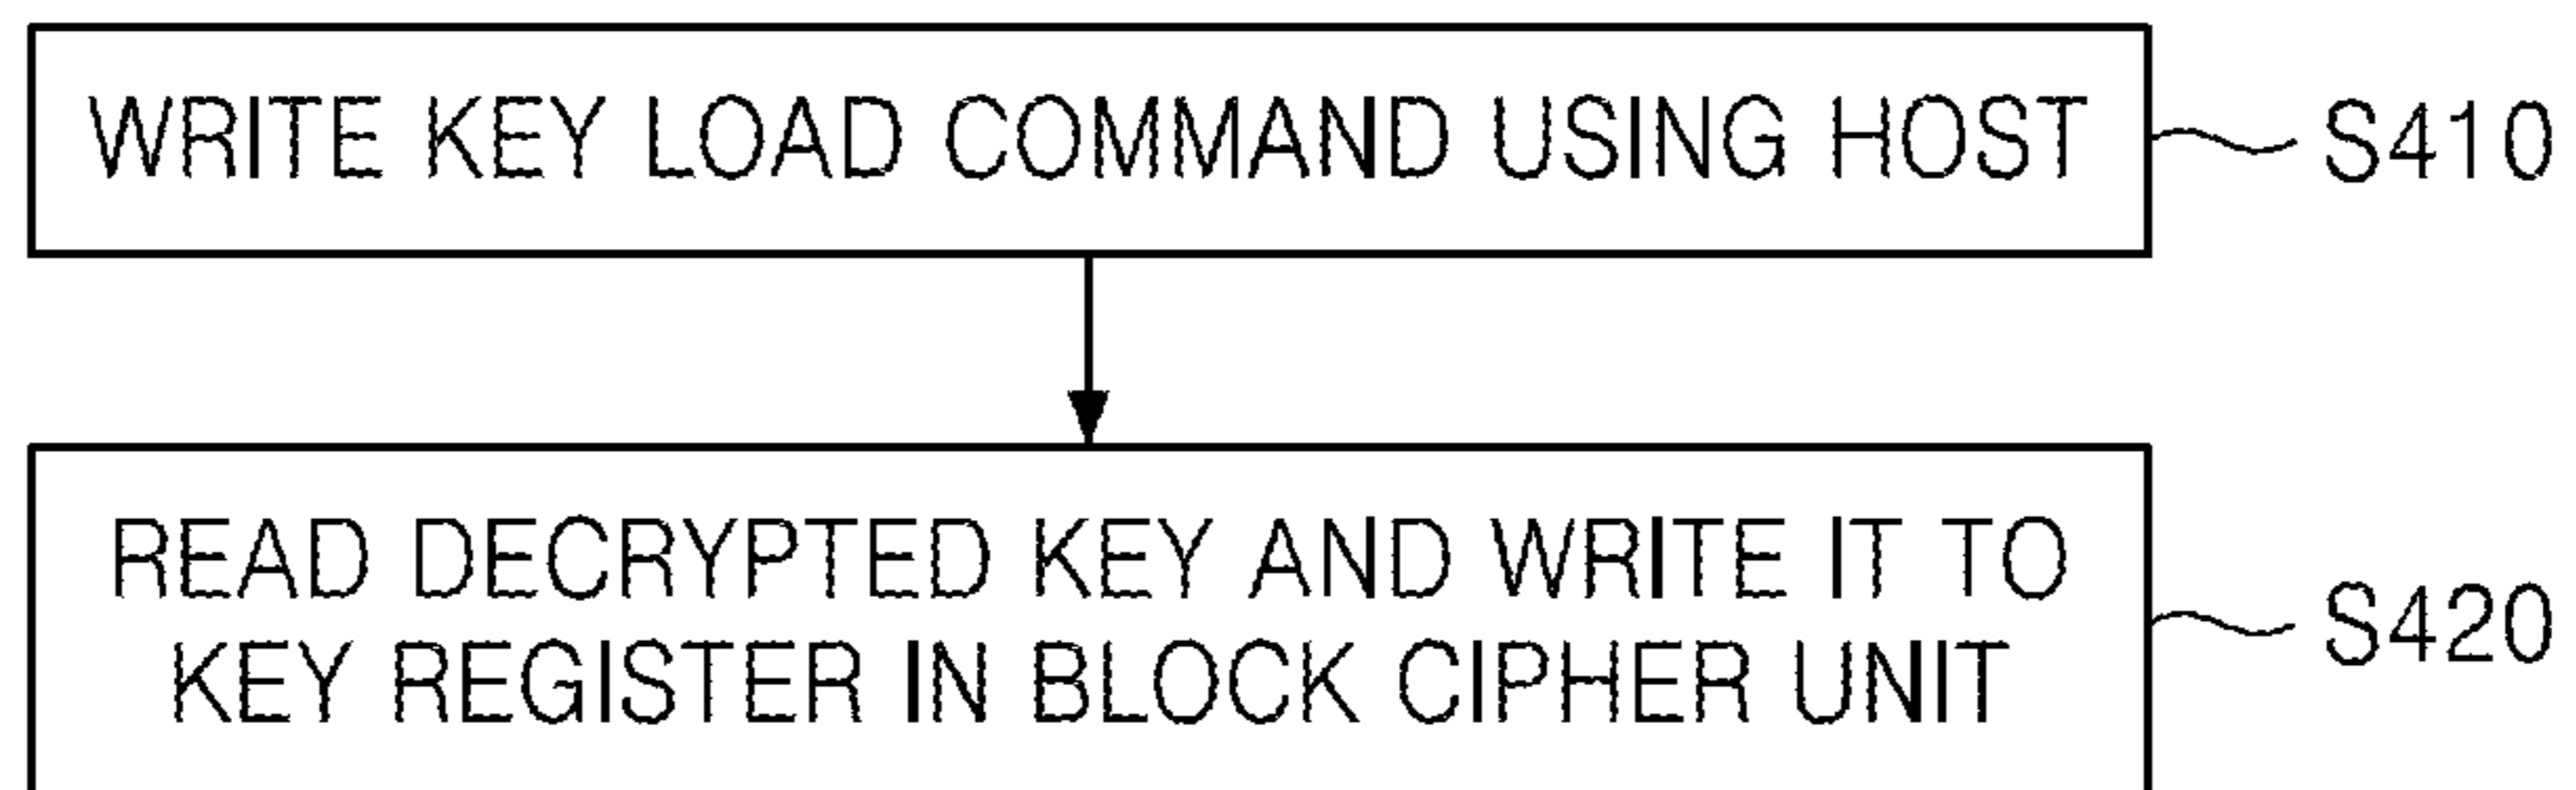 WRITE KEY LOAD COMMAND USING HOST
S410
READ DECRYPTED KEY AND WRITE IT TO
KEY REGISTER IN BLOCK CIPHER UNIT
S420